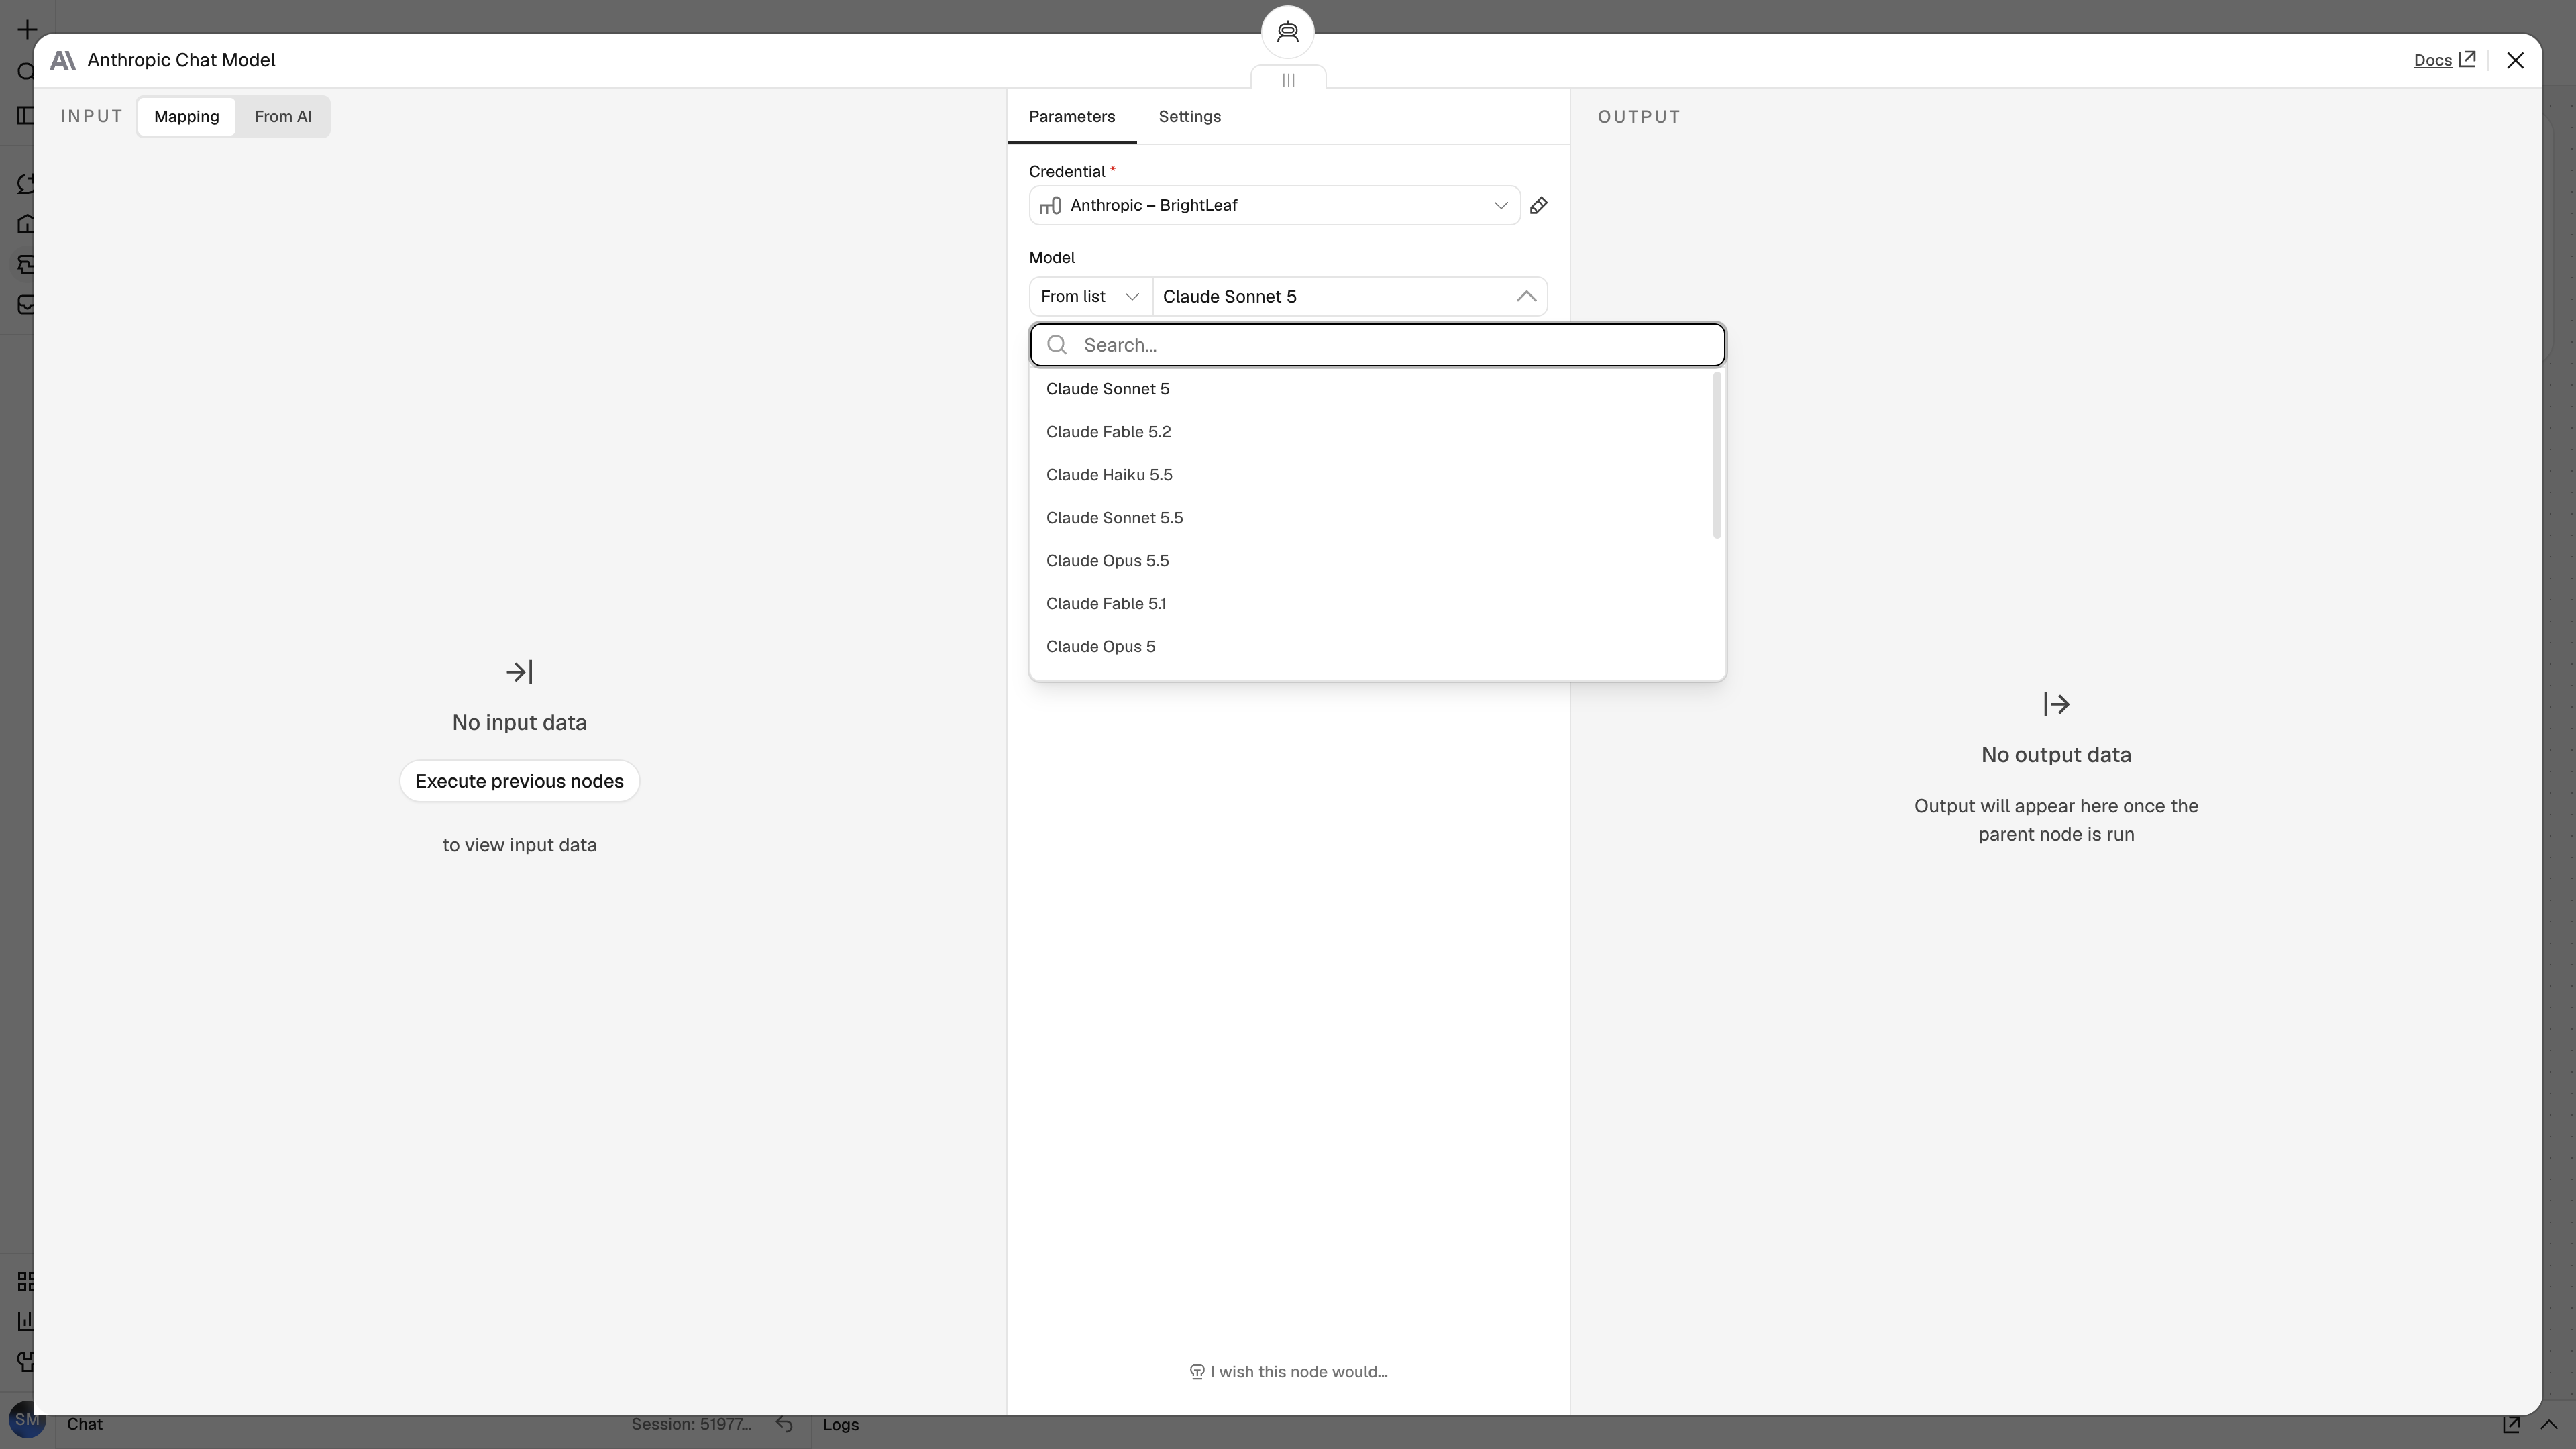 Anthropic Chat Model
Docs
INPUT
Mapping
From AI
Parameters
Settings
OUTPUT
Credential *
Anthropic – BrightLeaf
Model
From list
Claude Sonnet 5
Search...
Claude Sonnet 5
Claude Fable 5.2
Claude Haiku 5.5
Claude Sonnet 5.5
Claude Opus 5.5
Claude Fable 5.1
Claude Opus 5
No input data
Execute previous nodes
to view input data
No output data
Output will appear here once the
parent node is run
I wish this node would...
SM
Chat
Session: 51977...
Logs